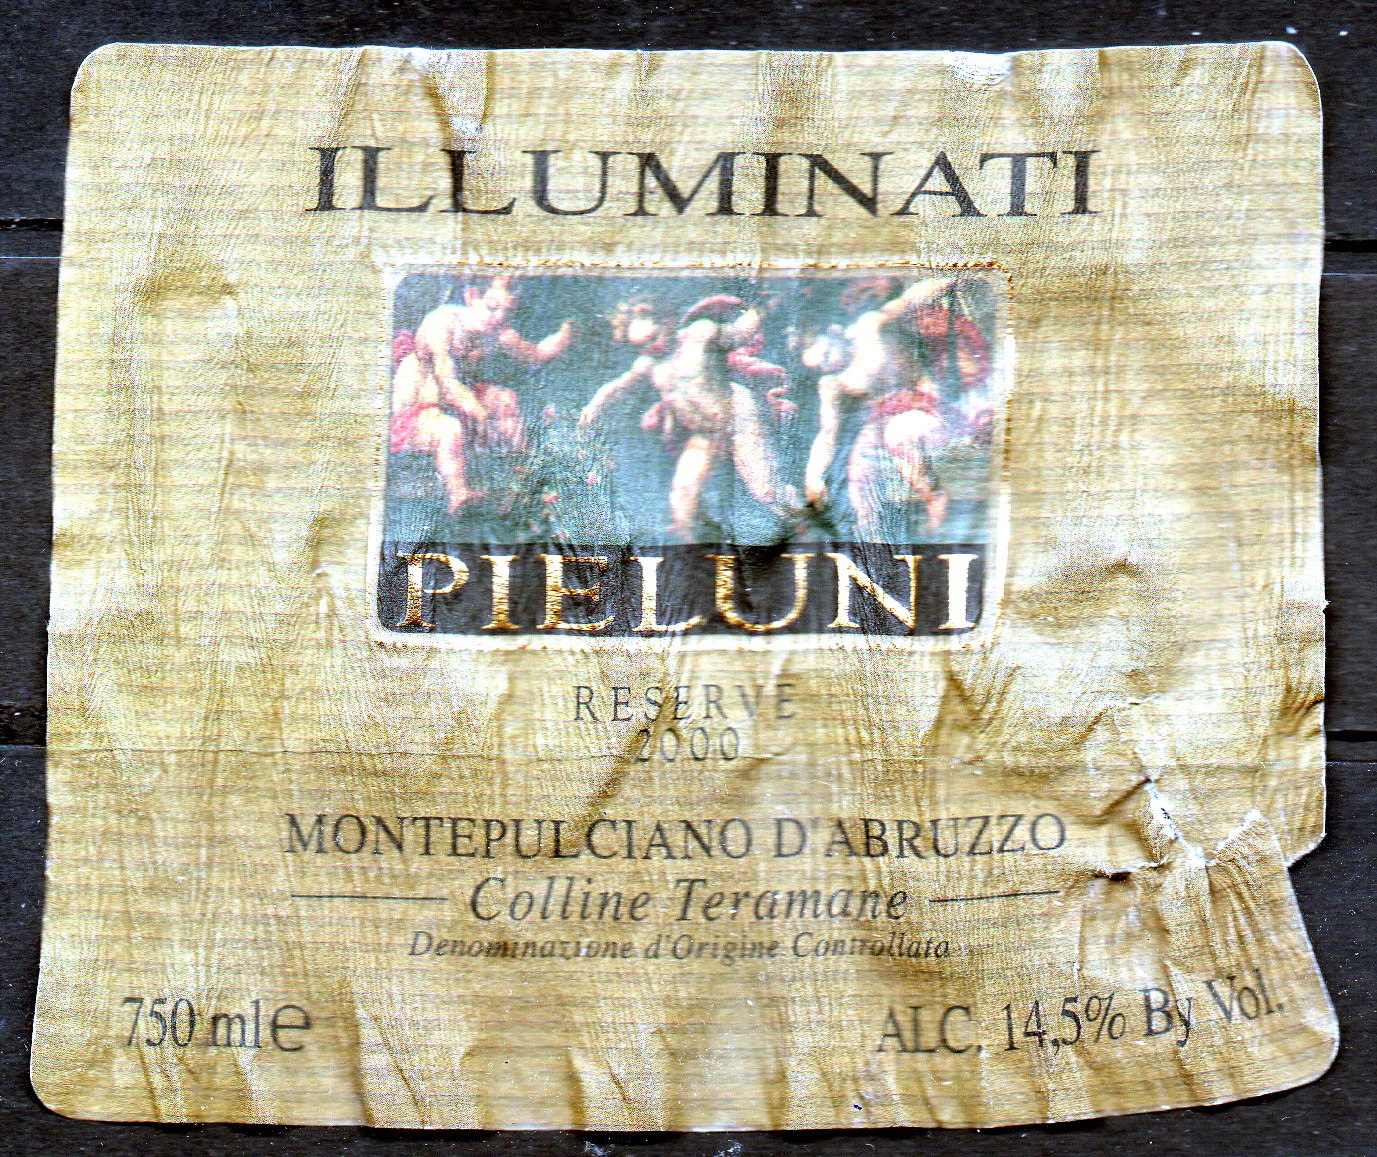 ILLUMINATI
PIELUNI
RESERVE
2000
MONTEPULCIANO D'ABRUZZO
Colline Teramane
Denominazione d'Origine Controllata
750 ml e
ALC. 14,5% By Vol.